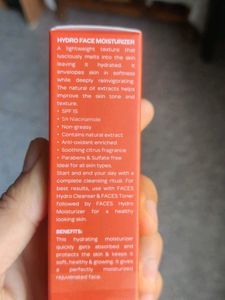 HYDRO FACE MOISTURIZER
A lightweight texture that
lusciously melts into the skin
leaving it hydrated. It
envelopes skin in softness
while deeply reinvigorating.
The natural oil extracts helps
improve the skin tone and
texture.
• SPF 15
• 5% Niacinamide
• Non greasy
• Contains natural extract
• Anti-oxidant enriched
• Soothing citrus fragrance
• Parabens & Sulfate free
Ideal for all skin types.
Start and end your day with a
complete cleansing ritual. For
best results, use with FACES
Hydro Cleanser & FACES Toner
followed by FACES Hydro
Moisturizer for a healthy
looking skin.
BENEFITS:
This hydrating moisturizer
quickly gets absorbed and
protects the skin & keeps it
soft, healthy & glowing. It gives
a perfectly moisturized
rejuvenated face.